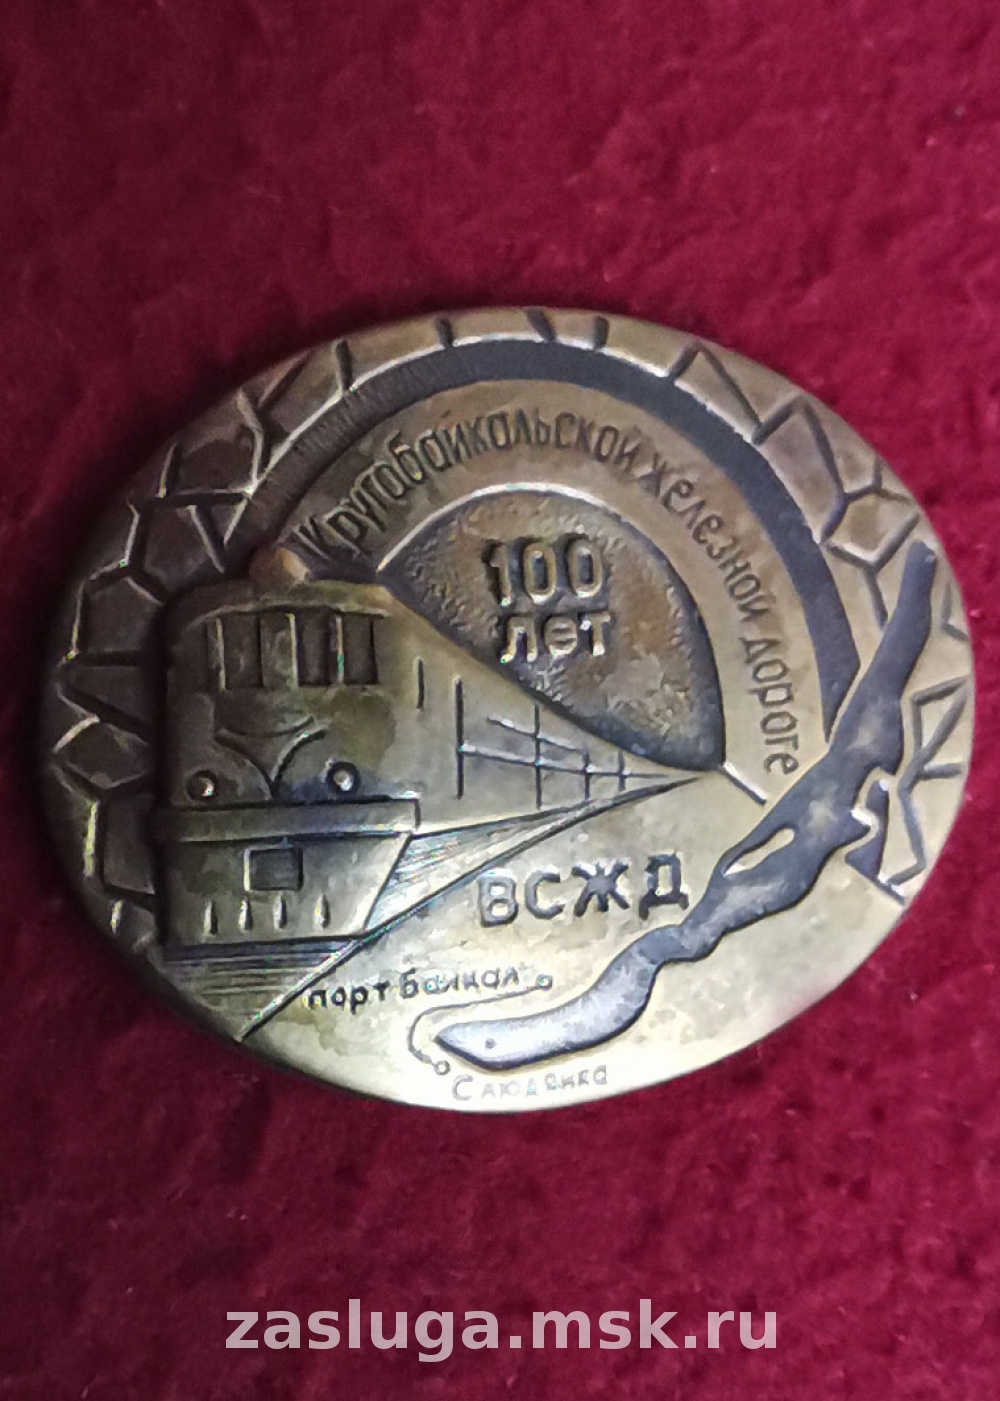 Кругобайкальской железной дороге
100
лет
ВСЖД
порт Байкал
Слюдянка
zasluga.msk.ru